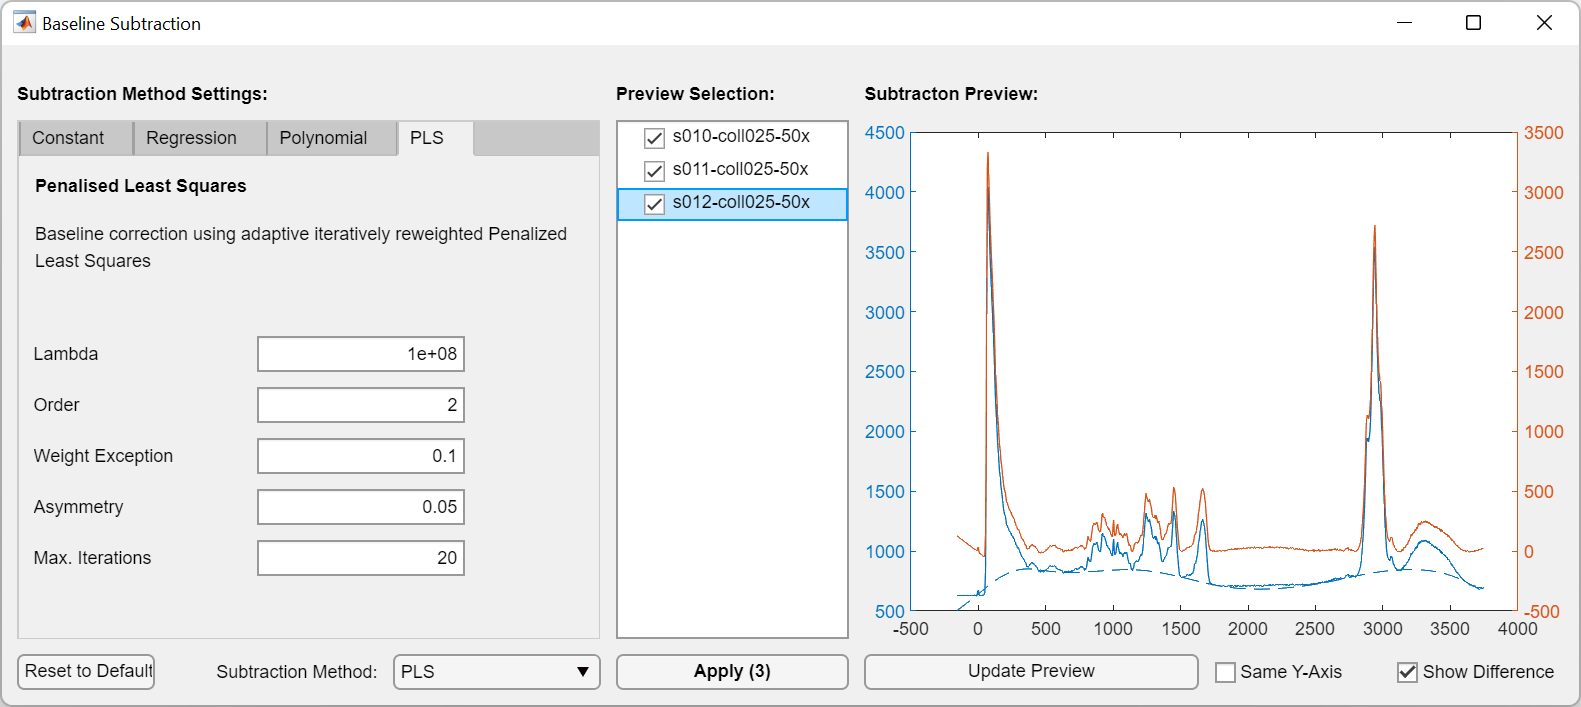 Baseline Subtraction
Subtraction Method Settings:
Constant
Regression
Polynomial
PLS
Penalised Least Squares
Baseline correction using adaptive iteratively reweighted Penalized
Least Squares
Lambda
1e+08
Order
2
Weight Exception
0.1
Asymmetry
0.05
Max. Iterations
20
Reset to Default
Subtraction Method:
PLS
Preview Selection:
s010-coll025-50x
s011-coll025-50x
s012-coll025-50x
Apply (3)
Subtracton Preview:
4500
4000
3500
3000
2500
2000
1500
1000
500
3500
3000
2500
2000
1500
1000
500
0
-500
-500
0
500
1000
1500
2000
2500
3000
3500
4000
Update Preview
Same Y-Axis
Show Difference